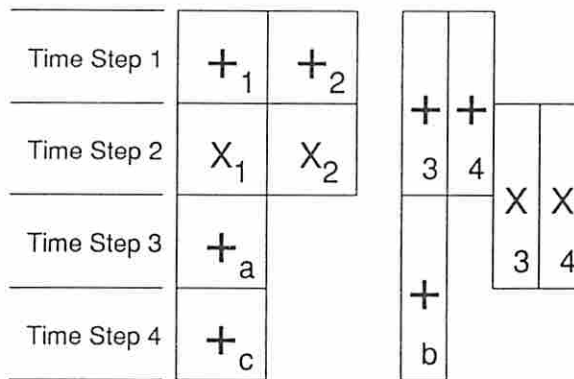 Time Step 1 +1 +2
Time Step 2 X1 X2 + 3 + 4
Time Step 3 +a X 3 X 4
Time Step 4 +c + b